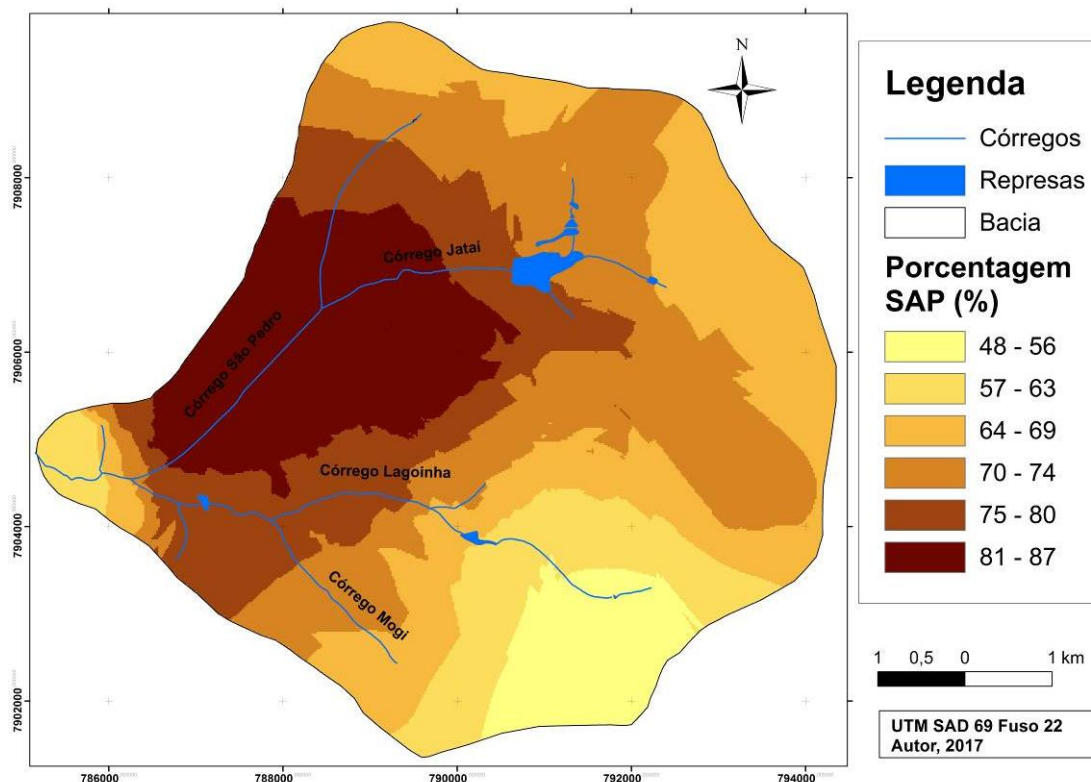 N
Legenda
Córregos
Represas
Bacia
Porcentagem
SAP (%)
48 - 56
57 - 63
64 - 69
70 - 74
75 - 80
81 - 87
1 0,5 0 1 km
UTM SAD 69 Fuso 22
Autor, 2017
Córrego Jataí
Córrego São Pedro
Córrego Lagoinha
Córrego Mogi
7908000
7906000
7904000
7902000
786000
788000
790000
792000
794000